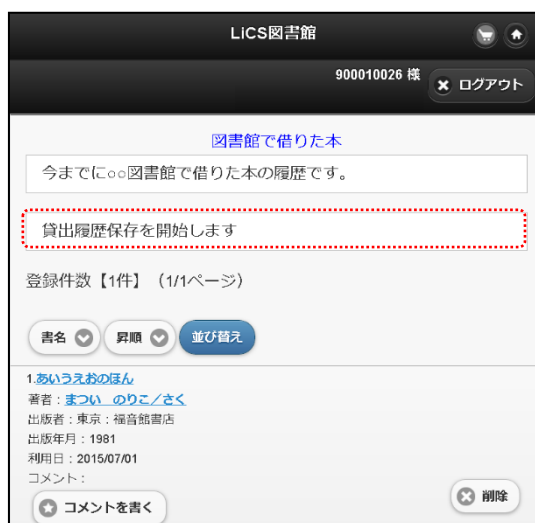 LiCS図書館
900010026 様
ログアウト
図書館で借りた本
今までに○○図書館で借りた本の履歴です。
貸出履歴保存を開始します
登録件数【1件】（1/1ページ）
書名 昇順 並び替え
1.あいうえおのほん
著者：まつい　のりこ／さく
出版者：東京：福音館書店
出版年月：1981
利用日：2015/07/01
コメント：
コメントを書く
削除